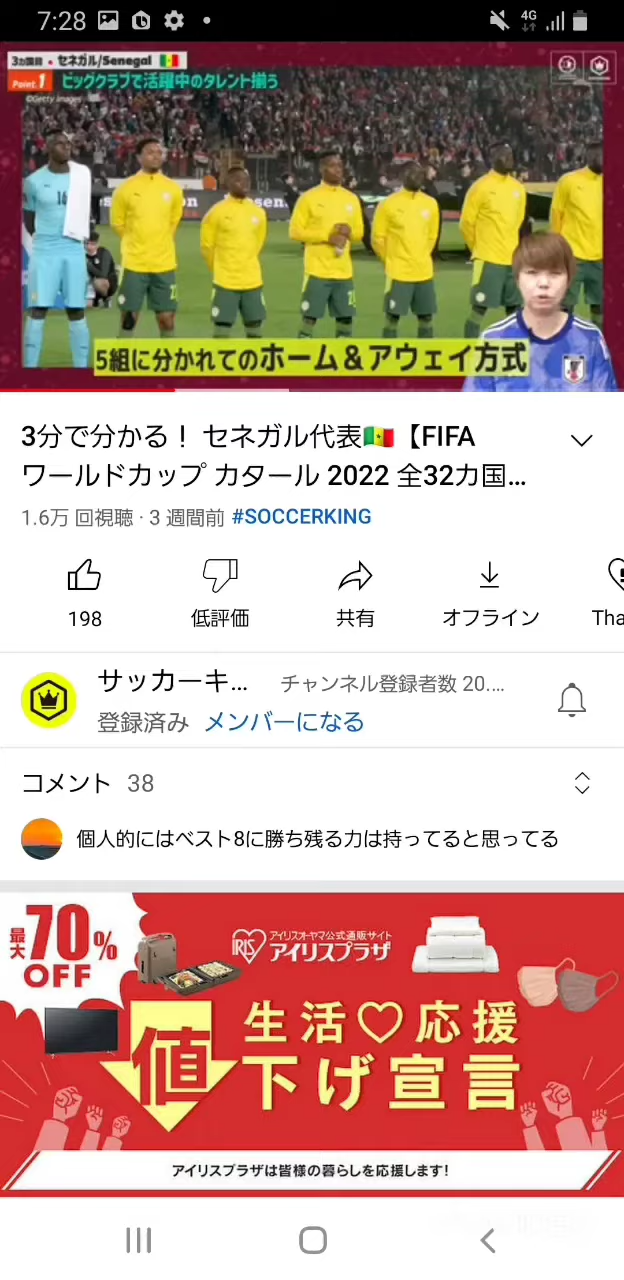 7:28
4G
3カ国目 • セネガル/Senegal
Point.1 ビッグクラブで活躍中のタレント揃う
©Getty Images
16
5組に分かれてのホーム&アウェイ方式
3分で分かる！ セネガル代表🇸🇳【FIFA
ワールドカップ カタール 2022 全32カ国...
1.6万 回視聴 · 3 週間前 #SOCCERKING
198
低評価
共有
オフライン
Tha
サッカーキ...
チャンネル登録者数 20....
登録済み メンバーになる
コメント 38
個人的にはベスト8に勝ち残る力は持ってると思ってる
最大70%
OFF
IRIS
アイリスオーヤマ公式通販サイト
アイリスプラザ
生活♡応援
値下げ宣言
アイリスプラザは皆様の暮らしを応援します!